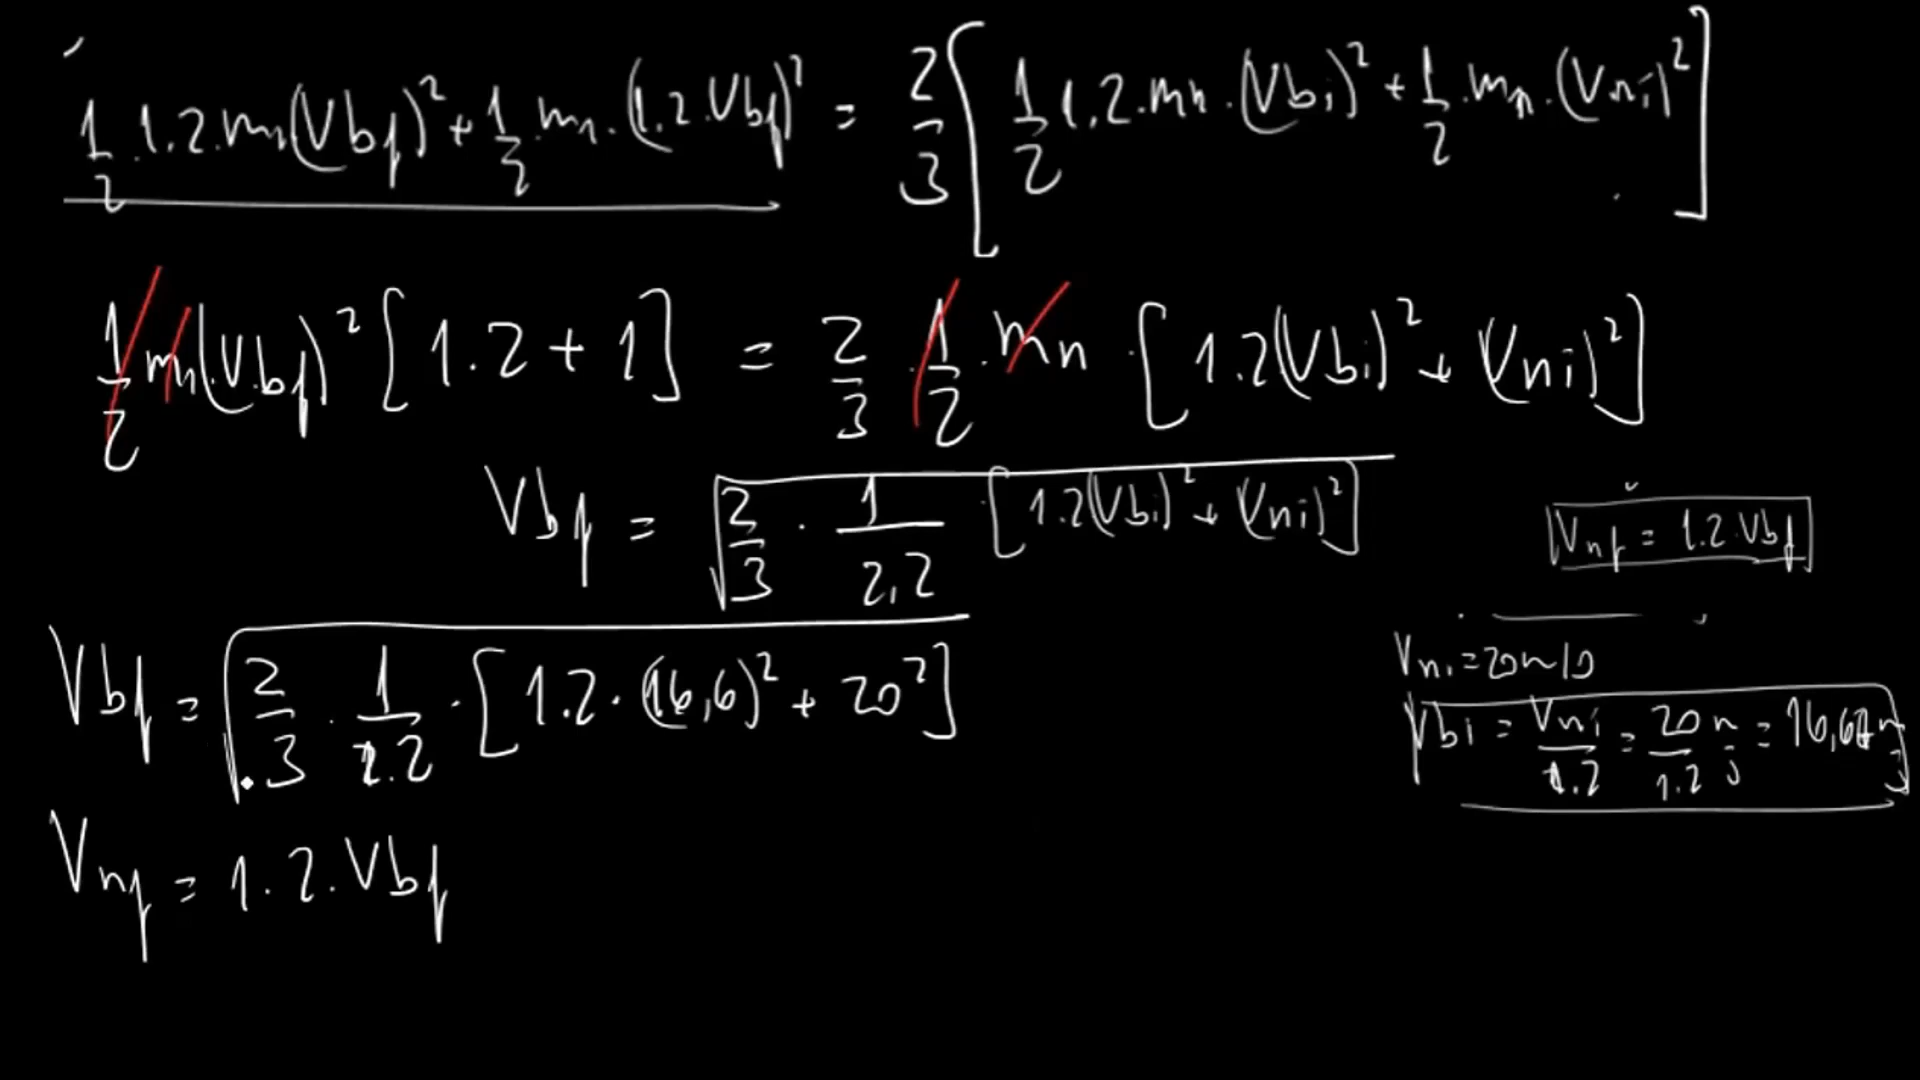 1/2 . 1.2 . mn(Vbf)² + 1/2 . mn . (1.2 . Vbf)² = 2/3 [ 1/2 1.2 . mn . (Vbi)² + 1/2 . mn . (Vni)² ]
1/2 mn(Vbf)² [ 1.2 + 1 ] = 2/3 . 1/2 . mn . [ 1.2(Vbi)² + (Vni)² ]
Vbf = √( 2/3 . 1/2,2 . [ 1.2(Vbi)² + (Vni)² ] )
Vnf = 1.2 . Vbf
Vbf = √( 2/3 . 1/2.2 . [ 1.2 . (16,6)² + 20² ] )
Vni = 20 m/s
Vbi = Vni/1.2 = 20/1.2 m/s = 16,67 m/s
Vnf = 1.2 . Vbf